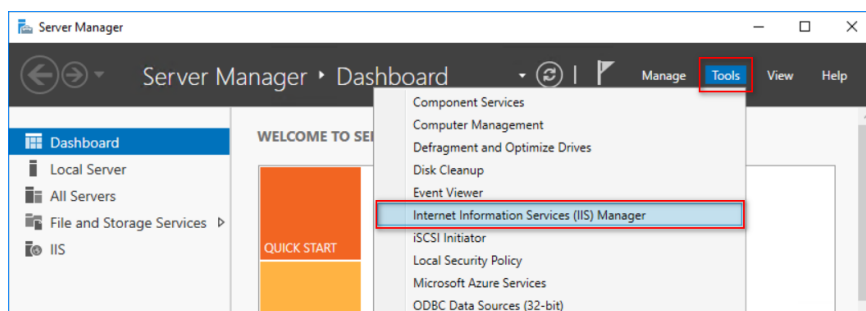 Server Manager
Server Manager ‣ Dashboard
Manage Tools View Help
Dashboard
Local Server
All Servers
File and Storage Services
IIS
WELCOME TO
QUICK START
Component Services
Computer Management
Defragment and Optimize Drives
Disk Cleanup
Event Viewer
Internet Information Services (IIS) Manager
iSCSI Initiator
Local Security Policy
Microsoft Azure Services
ODBC Data Sources (32-bit)